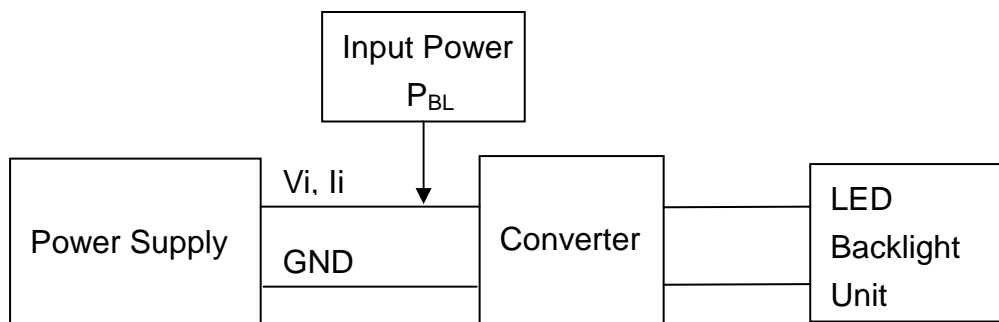 Input Power
P_BL
Vi, Ii
Power Supply
GND
Converter
LED
Backlight
Unit